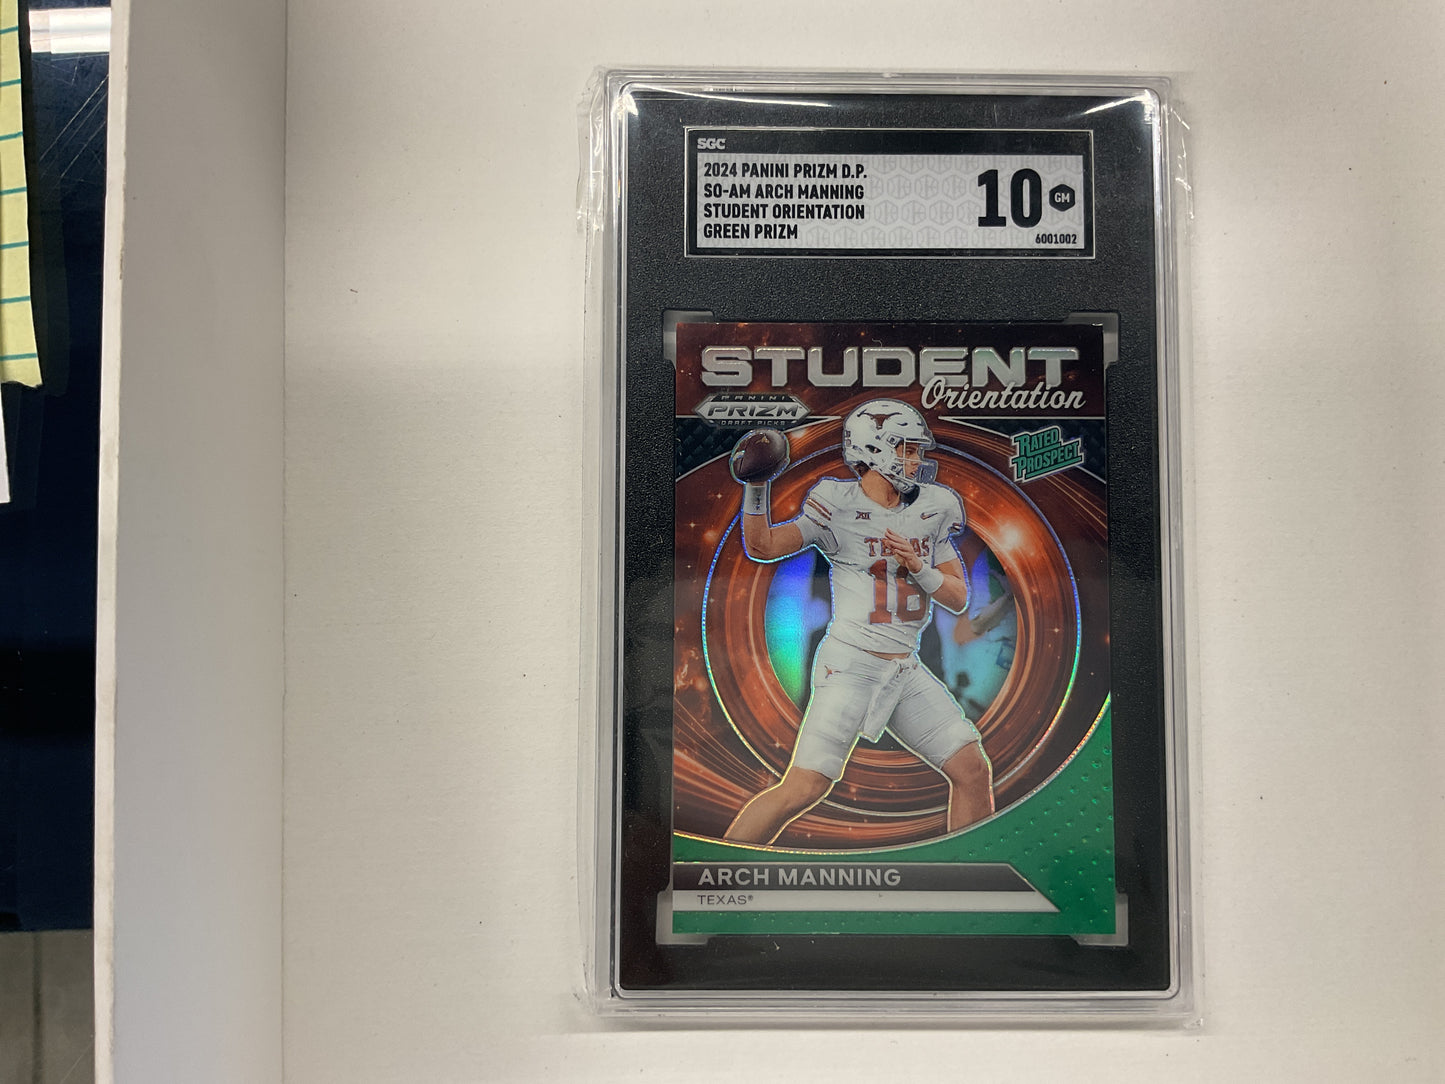 SGC
2024 PANINI PRIZM D.P.
SO-AM ARCH MANNING
STUDENT ORIENTATION
GREEN PRIZM
10
GM
6001002
STUDENT
Orientation
PANINI
PRIZM
DRAFT PICKS
RATED
PROSPECT
XII
TEXAS
16
ARCH MANNING
TEXAS®